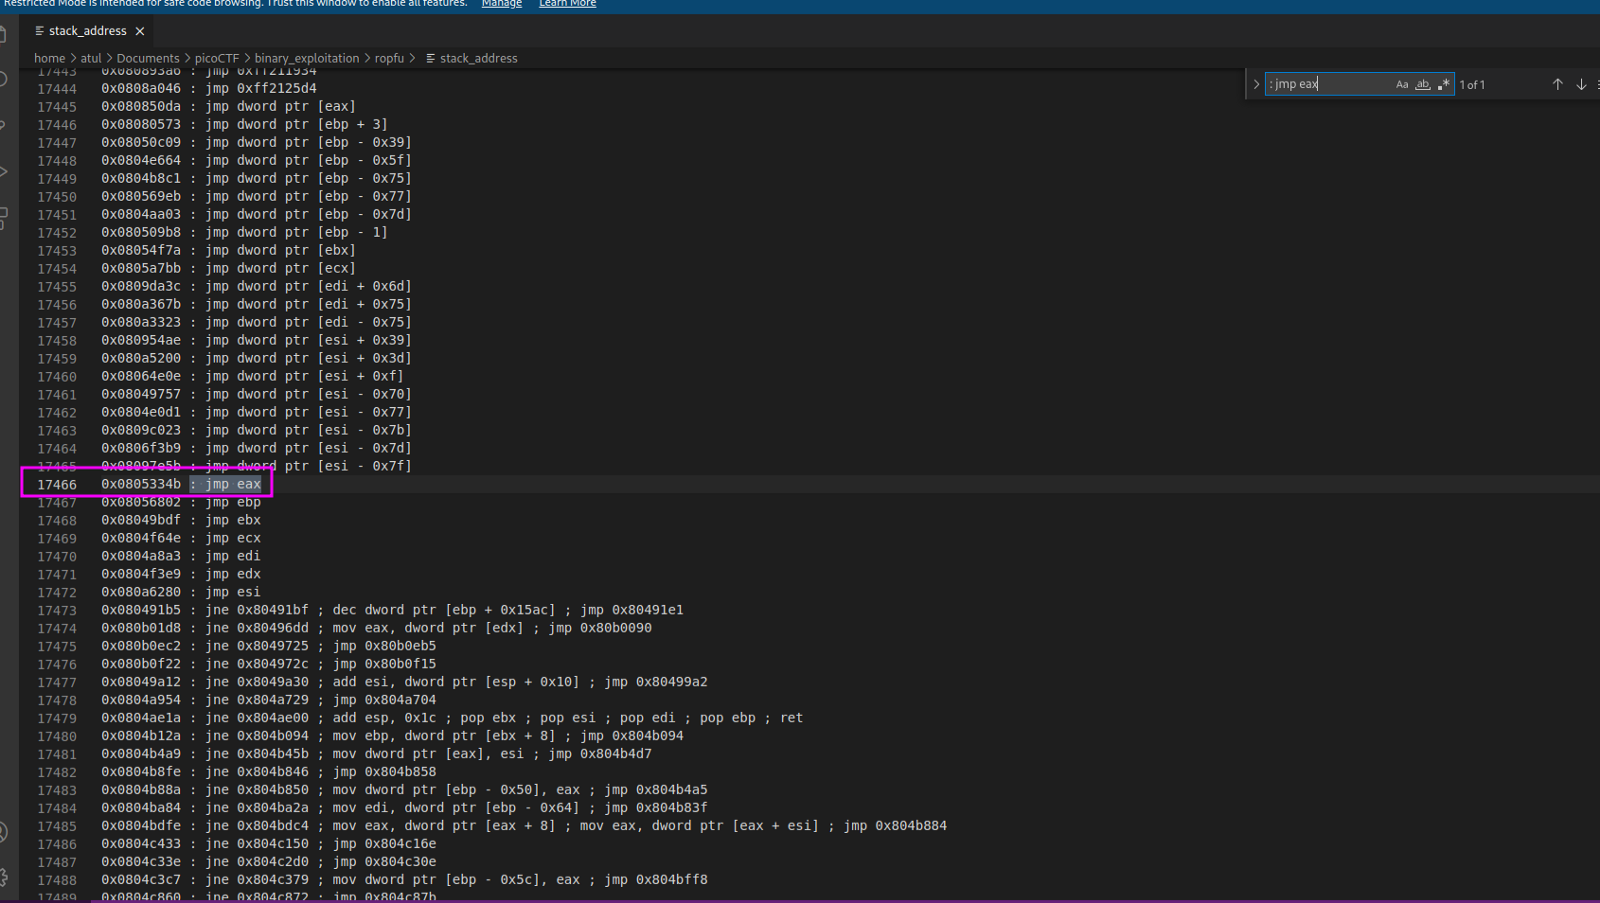 Restricted Mode is intended for safe code browsing. Trust this window to enable all features. Manage Learn More
stack_address
home > atul > Documents > picoCTF > binary_exploitation > ropfu > stack_address
: jmp eax Aa ab 1 of 1
17443 0x080893a6 : jmp 0xff211934
17444 0x0808a046 : jmp 0xff2125d4
17445 0x080850da : jmp dword ptr [eax]
17446 0x08080573 : jmp dword ptr [ebp + 3]
17447 0x08050c09 : jmp dword ptr [ebp - 0x39]
17448 0x0804e664 : jmp dword ptr [ebp - 0x5f]
17449 0x0804b8c1 : jmp dword ptr [ebp - 0x75]
17450 0x080569eb : jmp dword ptr [ebp - 0x77]
17451 0x0804aa03 : jmp dword ptr [ebp - 0x7d]
17452 0x080509b8 : jmp dword ptr [ebp - 1]
17453 0x08054f7a : jmp dword ptr [ebx]
17454 0x0805a7bb : jmp dword ptr [ecx]
17455 0x0809da3c : jmp dword ptr [edi + 0x6d]
17456 0x080a367b : jmp dword ptr [edi + 0x75]
17457 0x080a3323 : jmp dword ptr [edi - 0x75]
17458 0x080954ae : jmp dword ptr [esi + 0x39]
17459 0x080a5200 : jmp dword ptr [esi + 0x3d]
17460 0x08064e0e : jmp dword ptr [esi + 0xf]
17461 0x08049757 : jmp dword ptr [esi - 0x70]
17462 0x0804e0d1 : jmp dword ptr [esi - 0x77]
17463 0x0809c023 : jmp dword ptr [esi - 0x7b]
17464 0x0806f3b9 : jmp dword ptr [esi - 0x7d]
17465 0x08097e5b : jmp dword ptr [esi - 0x7f]
17466 0x0805334b : jmp eax
17467 0x08056802 : jmp ebp
17468 0x08049bdf : jmp ebx
17469 0x0804f64e : jmp ecx
17470 0x0804a8a3 : jmp edi
17471 0x0804f3e9 : jmp edx
17472 0x080a6280 : jmp esi
17473 0x080491b5 : jne 0x80491bf ; dec dword ptr [ebp + 0x15ac] ; jmp 0x80491e1
17474 0x080b01d8 : jne 0x80496dd ; mov eax, dword ptr [edx] ; jmp 0x80b0090
17475 0x080b0ec2 : jne 0x8049725 ; jmp 0x80b0eb5
17476 0x080b0f22 : jne 0x804972c ; jmp 0x80b0f15
17477 0x08049a12 : jne 0x8049a30 ; add esi, dword ptr [esp + 0x10] ; jmp 0x80499a2
17478 0x0804a954 : jne 0x804a729 ; jmp 0x804a704
17479 0x0804ae1a : jne 0x804ae00 ; add esp, 0x1c ; pop ebx ; pop esi ; pop edi ; pop ebp ; ret
17480 0x0804b12a : jne 0x804b094 ; mov ebp, dword ptr [ebx + 8] ; jmp 0x804b094
17481 0x0804b4a9 : jne 0x804b45b ; mov dword ptr [eax], esi ; jmp 0x804b4d7
17482 0x0804b8fe : jne 0x804b846 ; jmp 0x804b858
17483 0x0804b88a : jne 0x804b850 ; mov dword ptr [ebp - 0x50], eax ; jmp 0x804b4a5
17484 0x0804ba84 : jne 0x804ba2a ; mov edi, dword ptr [ebp - 0x64] ; jmp 0x804b83f
17485 0x0804bdfe : jne 0x804bdc4 ; mov eax, dword ptr [eax + 8] ; mov eax, dword ptr [eax + esi] ; jmp 0x804b884
17486 0x0804c433 : jne 0x804c150 ; jmp 0x804c16e
17487 0x0804c33e : jne 0x804c2d0 ; jmp 0x804c30e
17488 0x0804c3c7 : jne 0x804c379 ; mov dword ptr [ebp - 0x5c], eax ; jmp 0x804bff8
17489 0x0804c860 : jne 0x804c872 ; jmp 0x804c87b